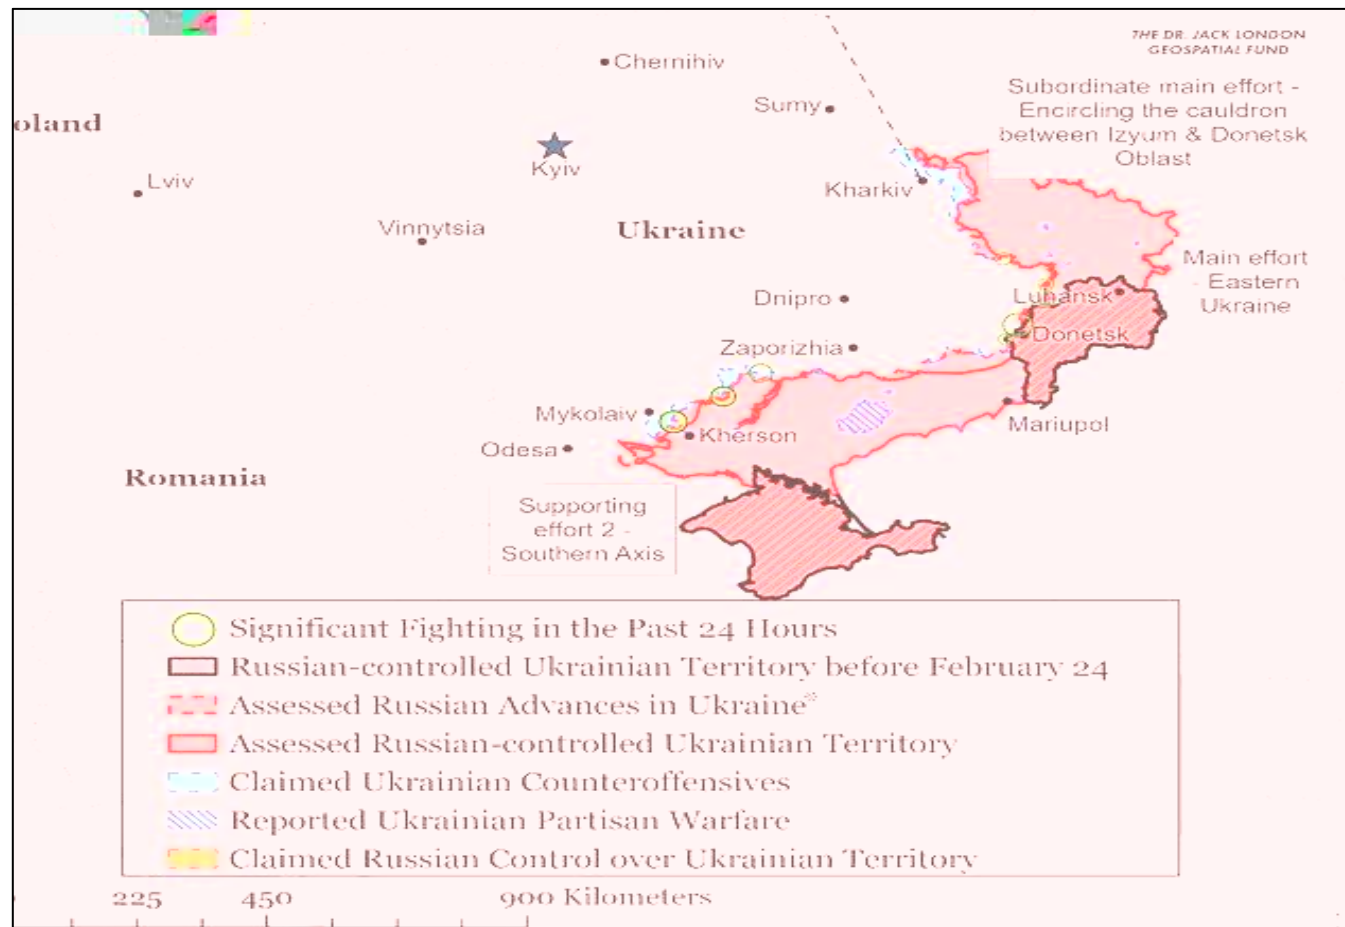 THE DR. JACK LONDON
GEOSPATIAL FUND
Chernihiv
Subordinate main effort -
Encircling the cauldron
between Izyum & Donetsk
Oblast
Sumy
oland
Kyiv
Lviv
Kharkiv
Vinnytsia
Ukraine
Main effort
- Eastern
Ukraine
Dnipro
Luhansk
Donetsk
Zaporizhia
Mykolaiv
Kherson
Mariupol
Odesa
Romania
Supporting
effort 2 -
Southern Axis
Significant Fighting in the Past 24 Hours
Russian-controlled Ukrainian Territory before February 24
Assessed Russian Advances in Ukraine*
Assessed Russian-controlled Ukrainian Territory
Claimed Ukrainian Counteroffensives
Reported Ukrainian Partisan Warfare
Claimed Russian Control over Ukrainian Territory
225 450 900 Kilometers